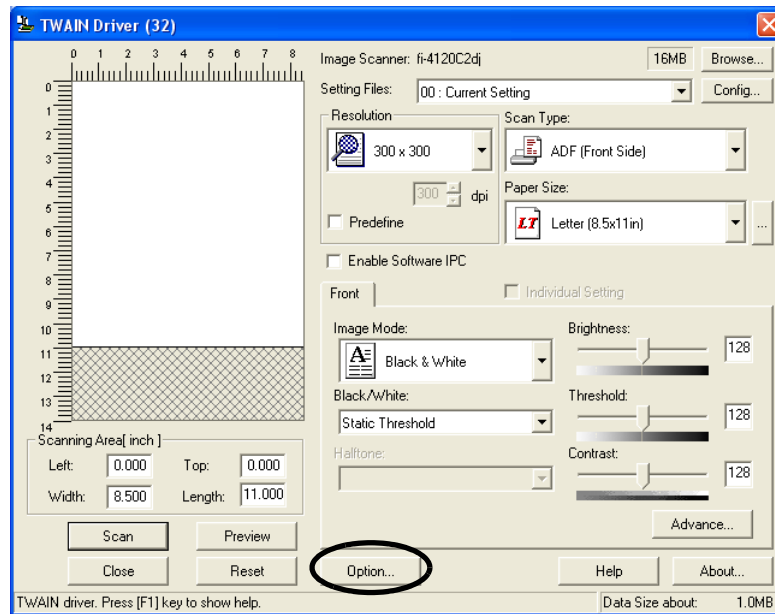 TWAIN Driver (32)
0 1 2 3 4 5 6 7 8
0
1
2
3
4
5
6
7
8
9
10
11
12
13
14
Image Scanner: fi-4120C2dj 16MB Browse...
Setting Files: 00 : Current Setting Config...
Resolution
300 x 300
300 dpi
Predefine
Scan Type:
ADF (Front Side)
Paper Size:
LT Letter (8.5x11in) ...
Enable Software IPC
Front Individual Setting
Image Mode:
A Black & White
Black/White:
Static Threshold
Halftone:
Brightness:
128
Threshold:
128
Contrast:
128
Advance...
Scanning Area[ inch ]
Left: 0.000 Top: 0.000
Width: 8.500 Length: 11.000
Scan Preview
Close Reset Option... Help About...
TWAIN driver. Press [F1] key to show help. Data Size about: 1.0MB